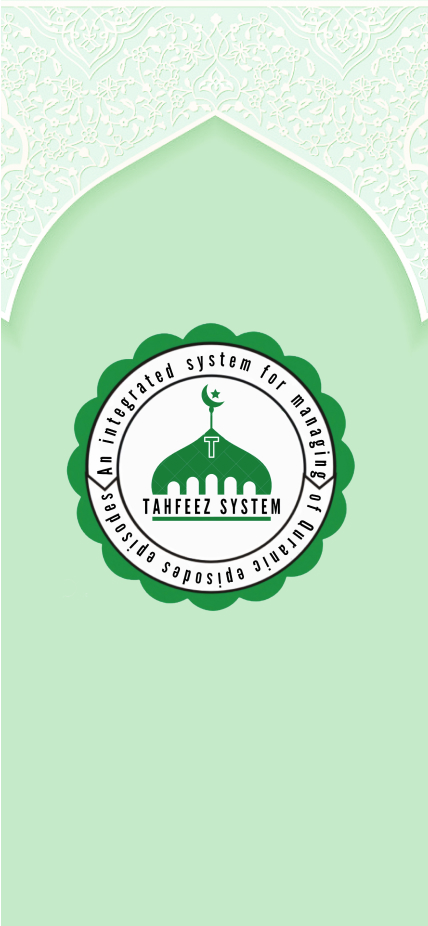 An integrated system for managing of Quranic episodes episodes
T
TAHFEEZ SYSTEM